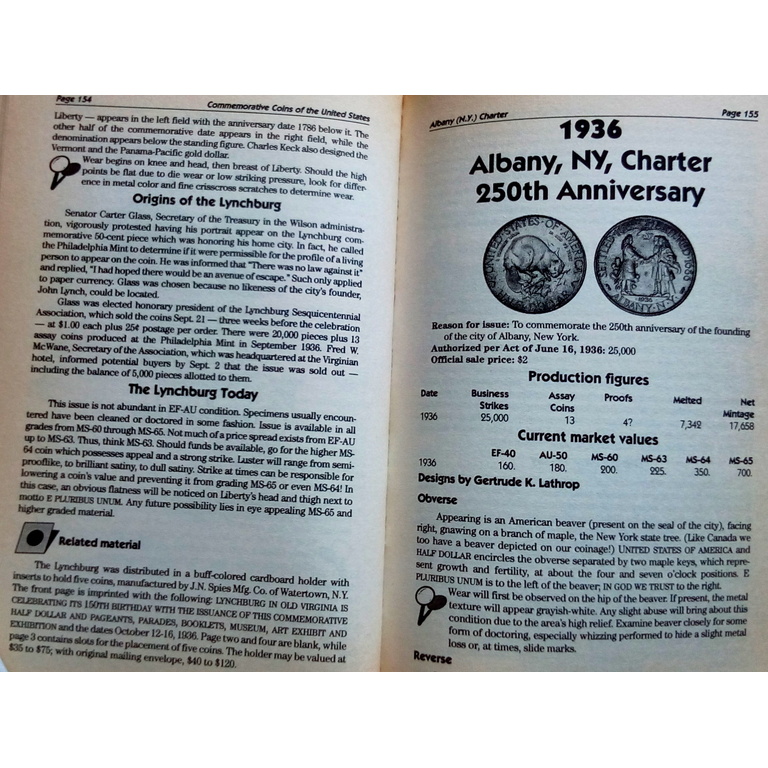 Page 154
Commemorative Coins of the United States
Liberty — appears in the left field with the anniversary date 1786 below it. The
other half of the commemorative date appears in the right field, while the
denomination appears below the standing figure. Charles Keck also designed the
Vermont and the Panama-Pacific gold dollar.
Wear begins on knee and head, then breast of Liberty. Should the high
points be flat due to die wear or low striking pressure, look for differ-
ence in metal color and fine crisscross scratches to determine wear.
Origins of the Lynchburg
Senator Carter Glass, Secretary of the Treasury in the Wilson administra-
tion, vigorously protested having his portrait appear on the Lynchburg com-
memorative 50-cent piece which was honoring his home city. In fact, he called
the Philadelphia Mint to determine if it were permissible for the profile of a living
person to appear on the coin. He was informed that "There was no law against it"
and replied, "I had hoped there would be an avenue of escape." Such only applied
to paper currency. Glass was chosen because no likeness of the city's founder,
John Lynch, could be located.
Glass was elected honorary president of the Lynchburg Sesquicentennial
Association, which sold the coins Sept. 21 — three weeks before the celebration
— at $1.00 each plus 25¢ postage per order. There were 20,000 pieces plus 13
assay coins produced at the Philadelphia Mint in September 1936. Fred W.
McWane, Secretary of the Association, which was headquartered at the Virginian
hotel, informed potential buyers by Sept. 2 that the issue was sold out —
including the balance of 5,000 pieces allotted to them.
The Lynchburg Today
This issue is not abundant in EF-AU condition. Specimens usually encoun-
tered have been cleaned or doctored in some fashion. Issue is available in all
grades from MS-60 through MS-65. Not much of a price spread exists from EF-AU
up to MS-63. Thus, think MS-63. Should funds be available, go for the higher MS-
64 coin which possesses appeal and a strong strike. Luster will range from semi-
prooflike, to brilliant satiny, to dull satiny. Strike at times can be responsible for
lowering a coin's value and preventing it from grading MS-65 or even MS-64! In
this case, an obvious flatness will be noticed on Liberty's head and thigh next to
motto E PLURIBUS UNUM. Any future possibility lies in eye appealing MS-65 and
higher graded material.
Related material
The Lynchburg was distributed in a buff-colored cardboard holder with
inserts to hold five coins, manufactured by J.N. Spies Mfg. Co. of Watertown, N.Y.
The front page is imprinted with the following: LYNCHBURG IN OLD VIRGINIA IS
CELEBRATING ITS 150TH BIRTHDAY WITH THE ISSUANCE OF THIS COMMEMORATIVE
HALF DOLLAR AND PAGEANTS, PARADES, BOOKLETS, MUSEUM, ART EXHIBIT AND
EXHIBITION and the dates October 12-16, 1936. Page two and four are blank, while
page 3 contains slots for the placement of five coins. The holder may be valued at
$35 to $75; with original mailing envelope, $40 to $120.
Albany (N.Y.) Charter
Page 155
1936
Albany, NY, Charter
250th Anniversary
UNITED STATES OF AMERICA
1936
ALBANY, N.Y.
Reason for issue: To commemorate the 250th anniversary of the founding
of the city of Albany, New York.
Authorized per Act of June 16, 1936: 25,000
Official sale price: $2
Production figures
Date Business Assay Proofs Melted Net
Strikes Coins Mintage
1936 25,000 13 4? 7,342 17,658
Current market values
EF-40 AU-50 MS-60 MS-63 MS-64 MS-65
1936 160. 180. 200. 225. 350. 700.
Designs by Gertrude K. Lathrop
Obverse
Appearing is an American beaver (present on the seal of the city), facing
right, gnawing on a branch of maple, the New York state tree. (Like Canada we
too have a beaver depicted on our coinage!) UNITED STATES OF AMERICA and
HALF DOLLAR encircles the obverse separated by two maple keys, which repre-
sent growth and fertility, at about the four and seven o'clock positions. E
PLURIBUS UNUM is to the left of the beaver; IN GOD WE TRUST to the right.
Wear will first be observed on the hip of the beaver. If present, the metal
texture will appear grayish-white. Any slight abuse will bring about this
condition due to the area's high relief. Examine beaver closely for some
form of doctoring, especially whizzing performed to hide a slight metal
loss or, at times, slide marks.
Reverse